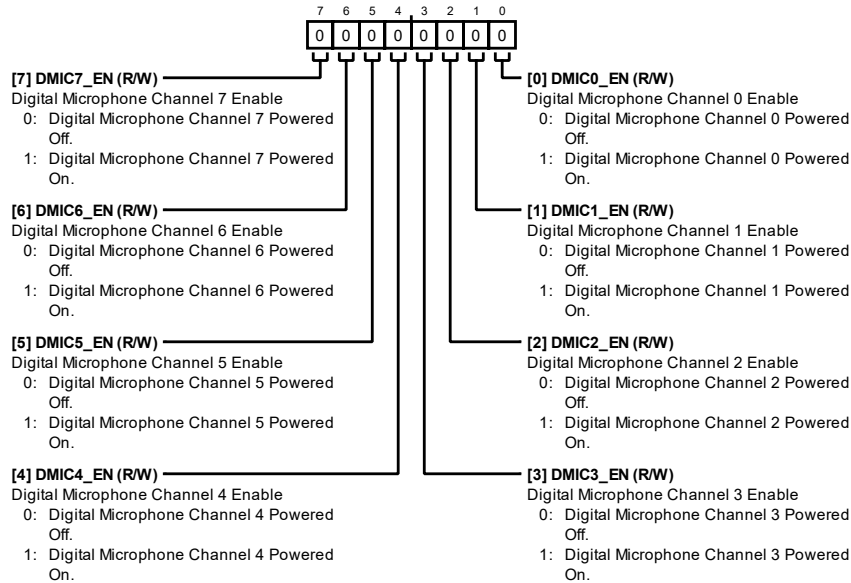 7 6 5 4 3 2 1 0
0 0 0 0 0 0 0 0
[7] DMIC7_EN (R/W)
Digital Microphone Channel 7 Enable
0: Digital Microphone Channel 7 Powered
Off.
1: Digital Microphone Channel 7 Powered
On.
[6] DMIC6_EN (R/W)
Digital Microphone Channel 6 Enable
0: Digital Microphone Channel 6 Powered
Off.
1: Digital Microphone Channel 6 Powered
On.
[5] DMIC5_EN (R/W)
Digital Microphone Channel 5 Enable
0: Digital Microphone Channel 5 Powered
Off.
1: Digital Microphone Channel 5 Powered
On.
[4] DMIC4_EN (R/W)
Digital Microphone Channel 4 Enable
0: Digital Microphone Channel 4 Powered
Off.
1: Digital Microphone Channel 4 Powered
On.
[0] DMIC0_EN (R/W)
Digital Microphone Channel 0 Enable
0: Digital Microphone Channel 0 Powered
Off.
1: Digital Microphone Channel 0 Powered
On.
[1] DMIC1_EN (R/W)
Digital Microphone Channel 1 Enable
0: Digital Microphone Channel 1 Powered
Off.
1: Digital Microphone Channel 1 Powered
On.
[2] DMIC2_EN (R/W)
Digital Microphone Channel 2 Enable
0: Digital Microphone Channel 2 Powered
Off.
1: Digital Microphone Channel 2 Powered
On.
[3] DMIC3_EN (R/W)
Digital Microphone Channel 3 Enable
0: Digital Microphone Channel 3 Powered
Off.
1: Digital Microphone Channel 3 Powered
On.